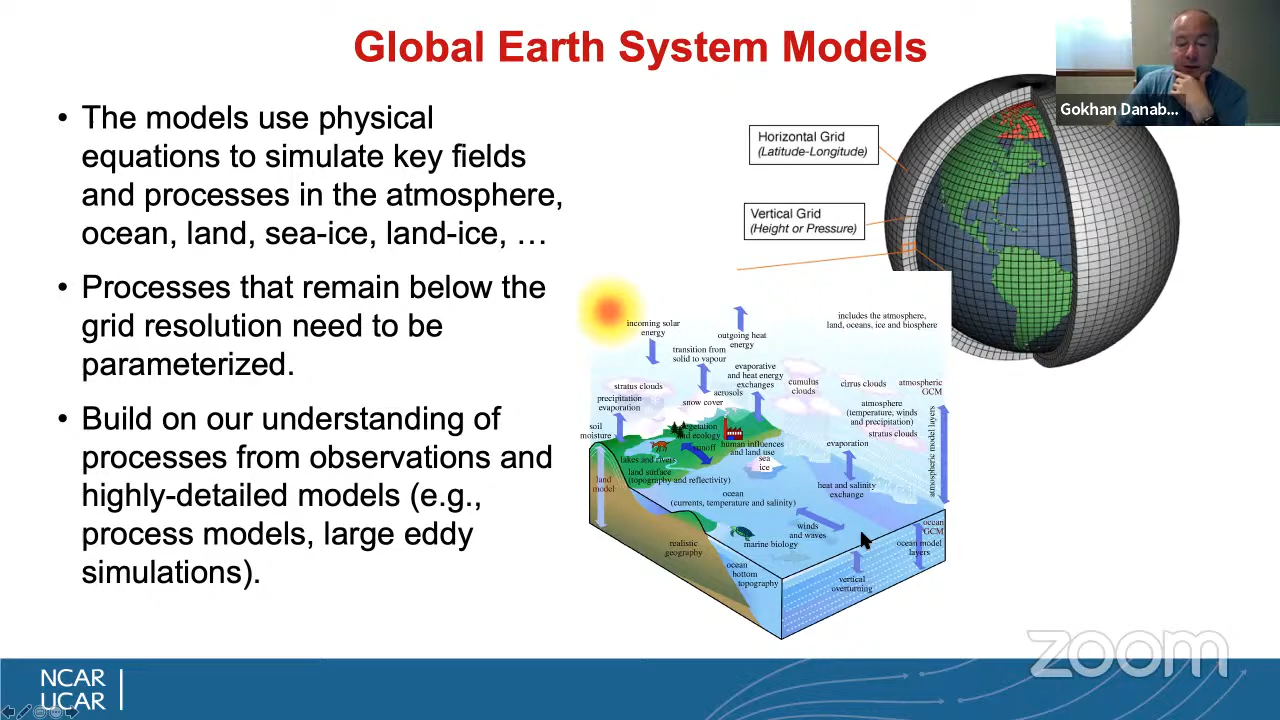 Global Earth System Models
• The models use physical
equations to simulate key fields
and processes in the atmosphere,
ocean, land, sea-ice, land-ice, …
• Processes that remain below the
grid resolution need to be
parameterized.
• Build on our understanding of
processes from observations and
highly-detailed models (e.g.,
process models, large eddy
simulations).
Gokhan Danab...
Horizontal Grid
(Latitude-Longitude)
Vertical Grid
(Height or Pressure)
incoming solar
energy
outgoing heat
energy
includes the atmosphere,
land, oceans, ice and biosphere
transition from
solid to vapour
evaporative
and heat energy
exchanges
stratus clouds
cumulus
clouds
cirrus clouds
atmospheric
GCM
precipitation
evaporation
aerosols
snow cover
atmosphere
(temperature, winds
and precipitation)
stratus clouds
soil
moisture
vegetation
and ecology
runoff
human influences
and land use
evaporation
atmospheric model layers
lakes and rivers
sea
ice
land surface
(topography and reflectivity)
land
model
heat and salinity
exchange
ocean
(currents, temperature and salinity)
winds
and waves
ocean
GCM
realistic
geography
marine biology
ocean model
layers
ocean
bottom
topography
vertical
overturning
zoom
NCAR
UCAR